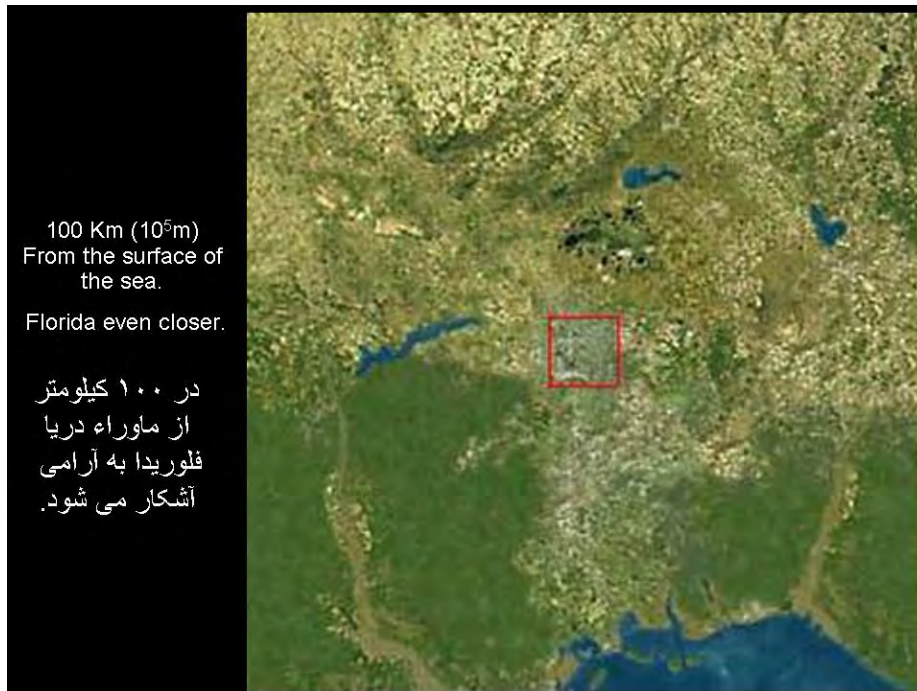 100 Km (10⁵m)
From the surface of
the sea.
Florida even closer.
در ۱۰۰ کیلومتر
از ماوراء دریا
فلوریدا به آرامی
آشکار می شود.